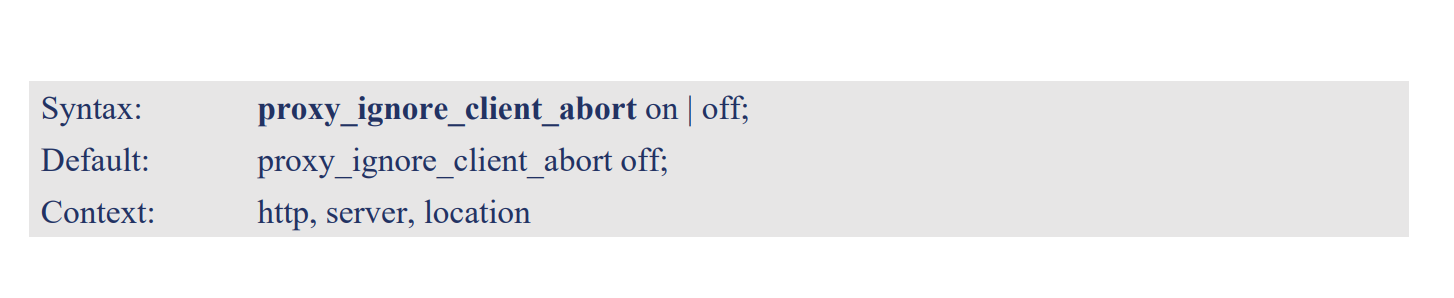 Syntax: proxy_ignore_client_abort on | off;
Default: proxy_ignore_client_abort off;
Context: http, server, location